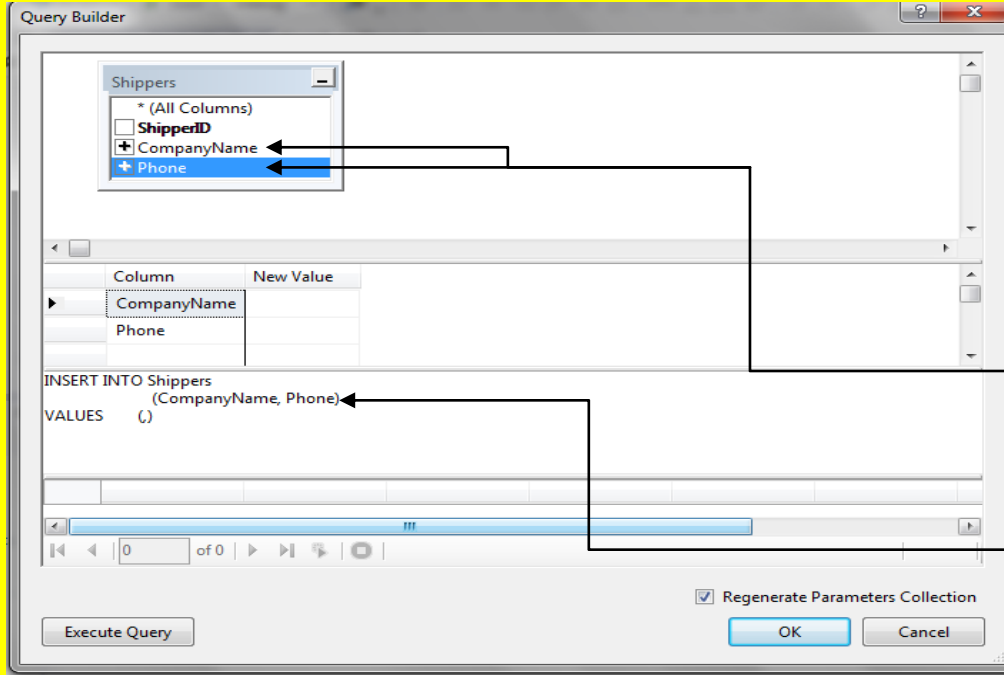 Query Builder
?
Shippers
* (All Columns)
ShipperID
CompanyName
Phone
Column New Value
CompanyName
Phone
INSERT INTO Shippers
(CompanyName, Phone)
VALUES (,)
0 of 0
Regenerate Parameters Collection
Execute Query OK Cancel